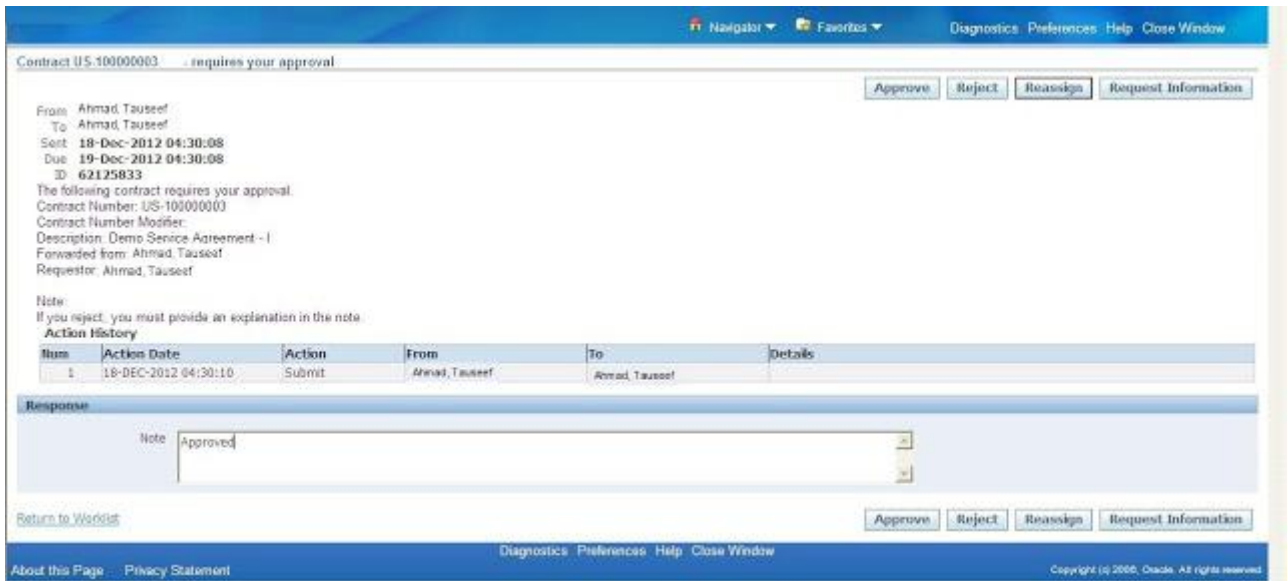 Navigator Favorites Diagnostics Preferences Help Close Window
Contract US-100000003 - requires your approval
Approve Reject Reassign Request Information
From Ahmad, Tauseef
To Ahmad, Tauseef
Sent 18-Dec-2012 04:30:08
Due 19-Dec-2012 04:30:08
ID 62125833
The following contract requires your approval.
Contract Number: US-100000003
Contract Number Modifier:
Description: Demo Service Agreement - I
Forwarded from: Ahmad, Tauseef
Requestor: Ahmad, Tauseef
Note:
If you reject, you must provide an explanation in the note.
Action History
Num Action Date Action From To Details
1 18-DEC-2012 04:30:10 Submit Ahmad, Tauseef Ahmad, Tauseef
Response
Note Approved
Return to Worklist Approve Reject Reassign Request Information
Diagnostics Preferences Help Close Window
About this Page Privacy Statement Copyright (c) 2006, Oracle. All rights reserved.